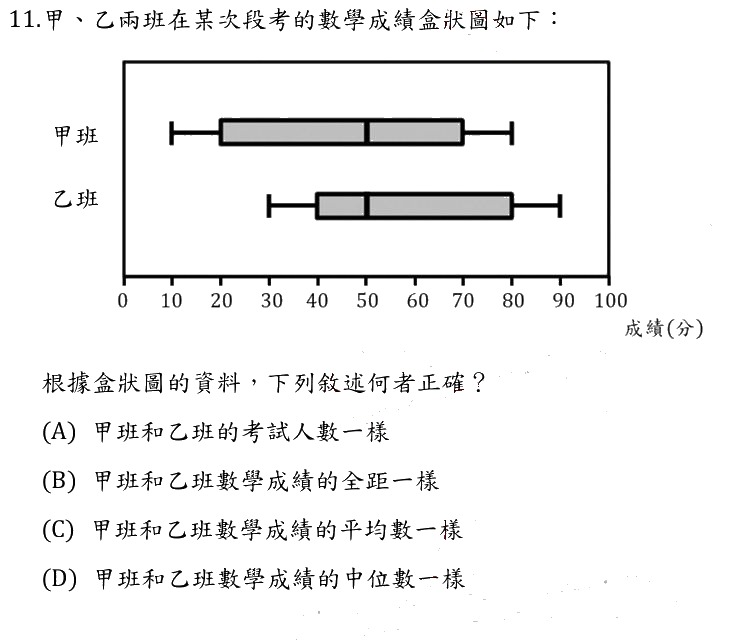 11.甲、乙兩班在某次段考的數學成績盒狀圖如下：
甲班
乙班
0 10 20 30 40 50 60 70 80 90 100
成績(分)
根據盒狀圖的資料，下列敘述何者正確？
(A) 甲班和乙班的考試人數一樣
(B) 甲班和乙班數學成績的全距一樣
(C) 甲班和乙班數學成績的平均數一樣
(D) 甲班和乙班數學成績的中位數一樣